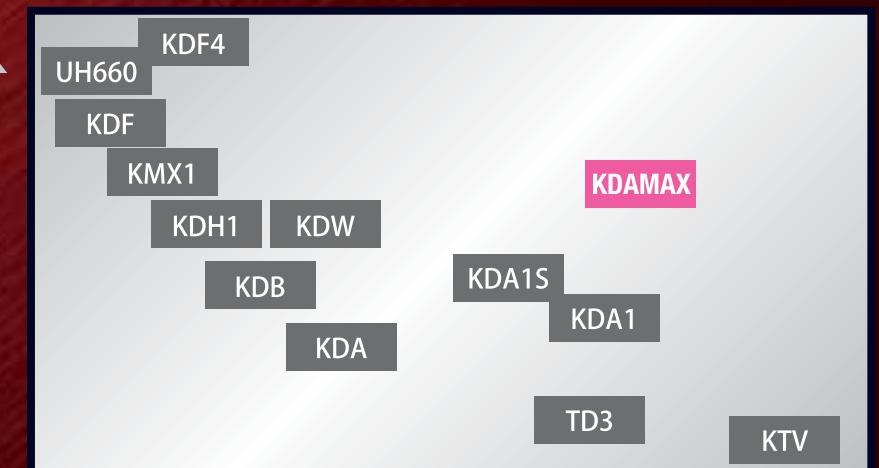 KDF4
UH660
KDF
KMX1
KDAMAX
KDH1
KDW
KDB
KDA1S
KDA1
KDA
TD3
KTV